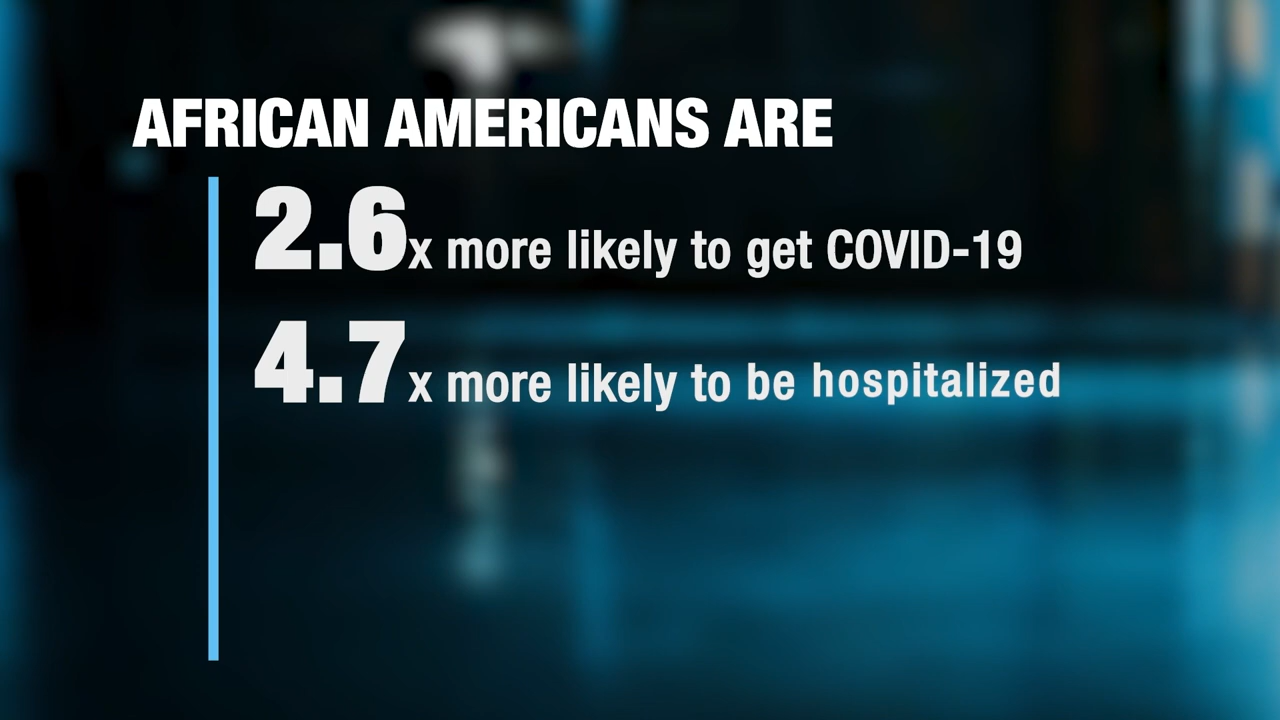 AFRICAN AMERICANS ARE
2.6x more likely to get COVID-19
4.7x more likely to be hospitalized